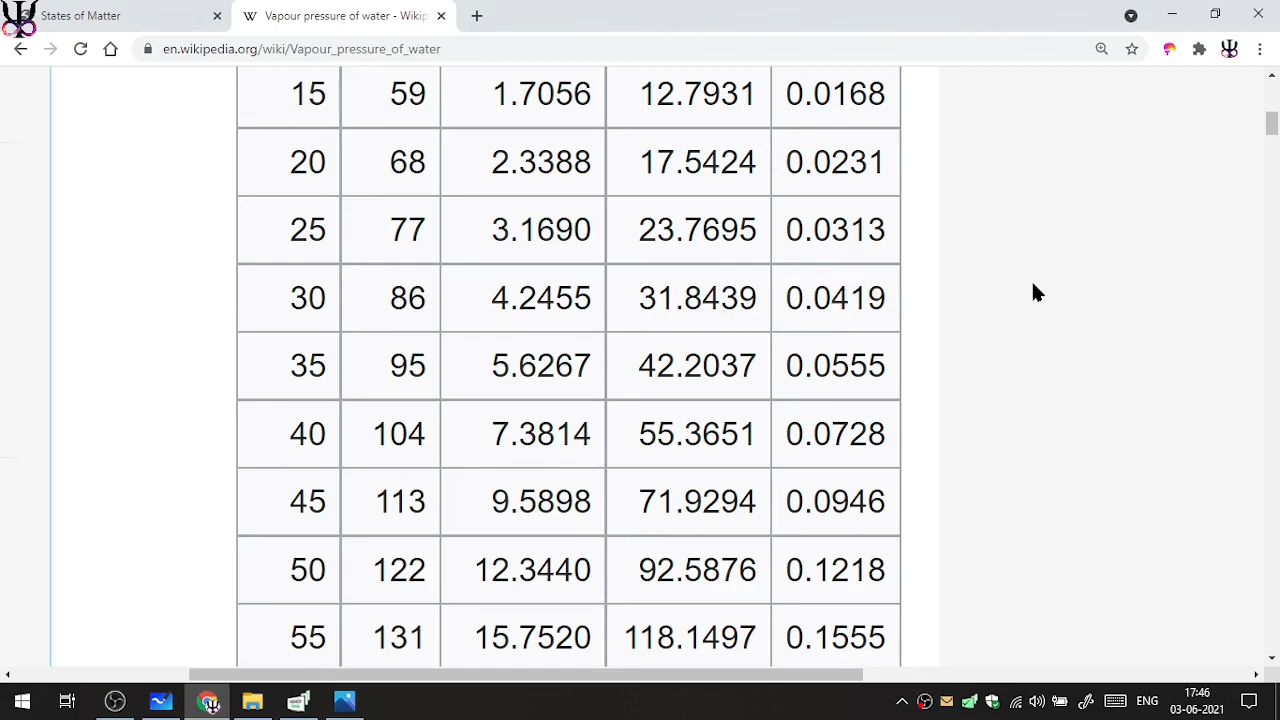 States of Matter
Vapour pressure of water - Wikip
en.wikipedia.org/wiki/Vapour_pressure_of_water
15 59 1.7056 12.7931 0.0168
20 68 2.3388 17.5424 0.0231
25 77 3.1690 23.7695 0.0313
30 86 4.2455 31.8439 0.0419
35 95 5.6267 42.2037 0.0555
40 104 7.3814 55.3651 0.0728
45 113 9.5898 71.9294 0.0946
50 122 12.3440 92.5876 0.1218
55 131 15.7520 118.1497 0.1555
ENG
17:46
03-06-2021